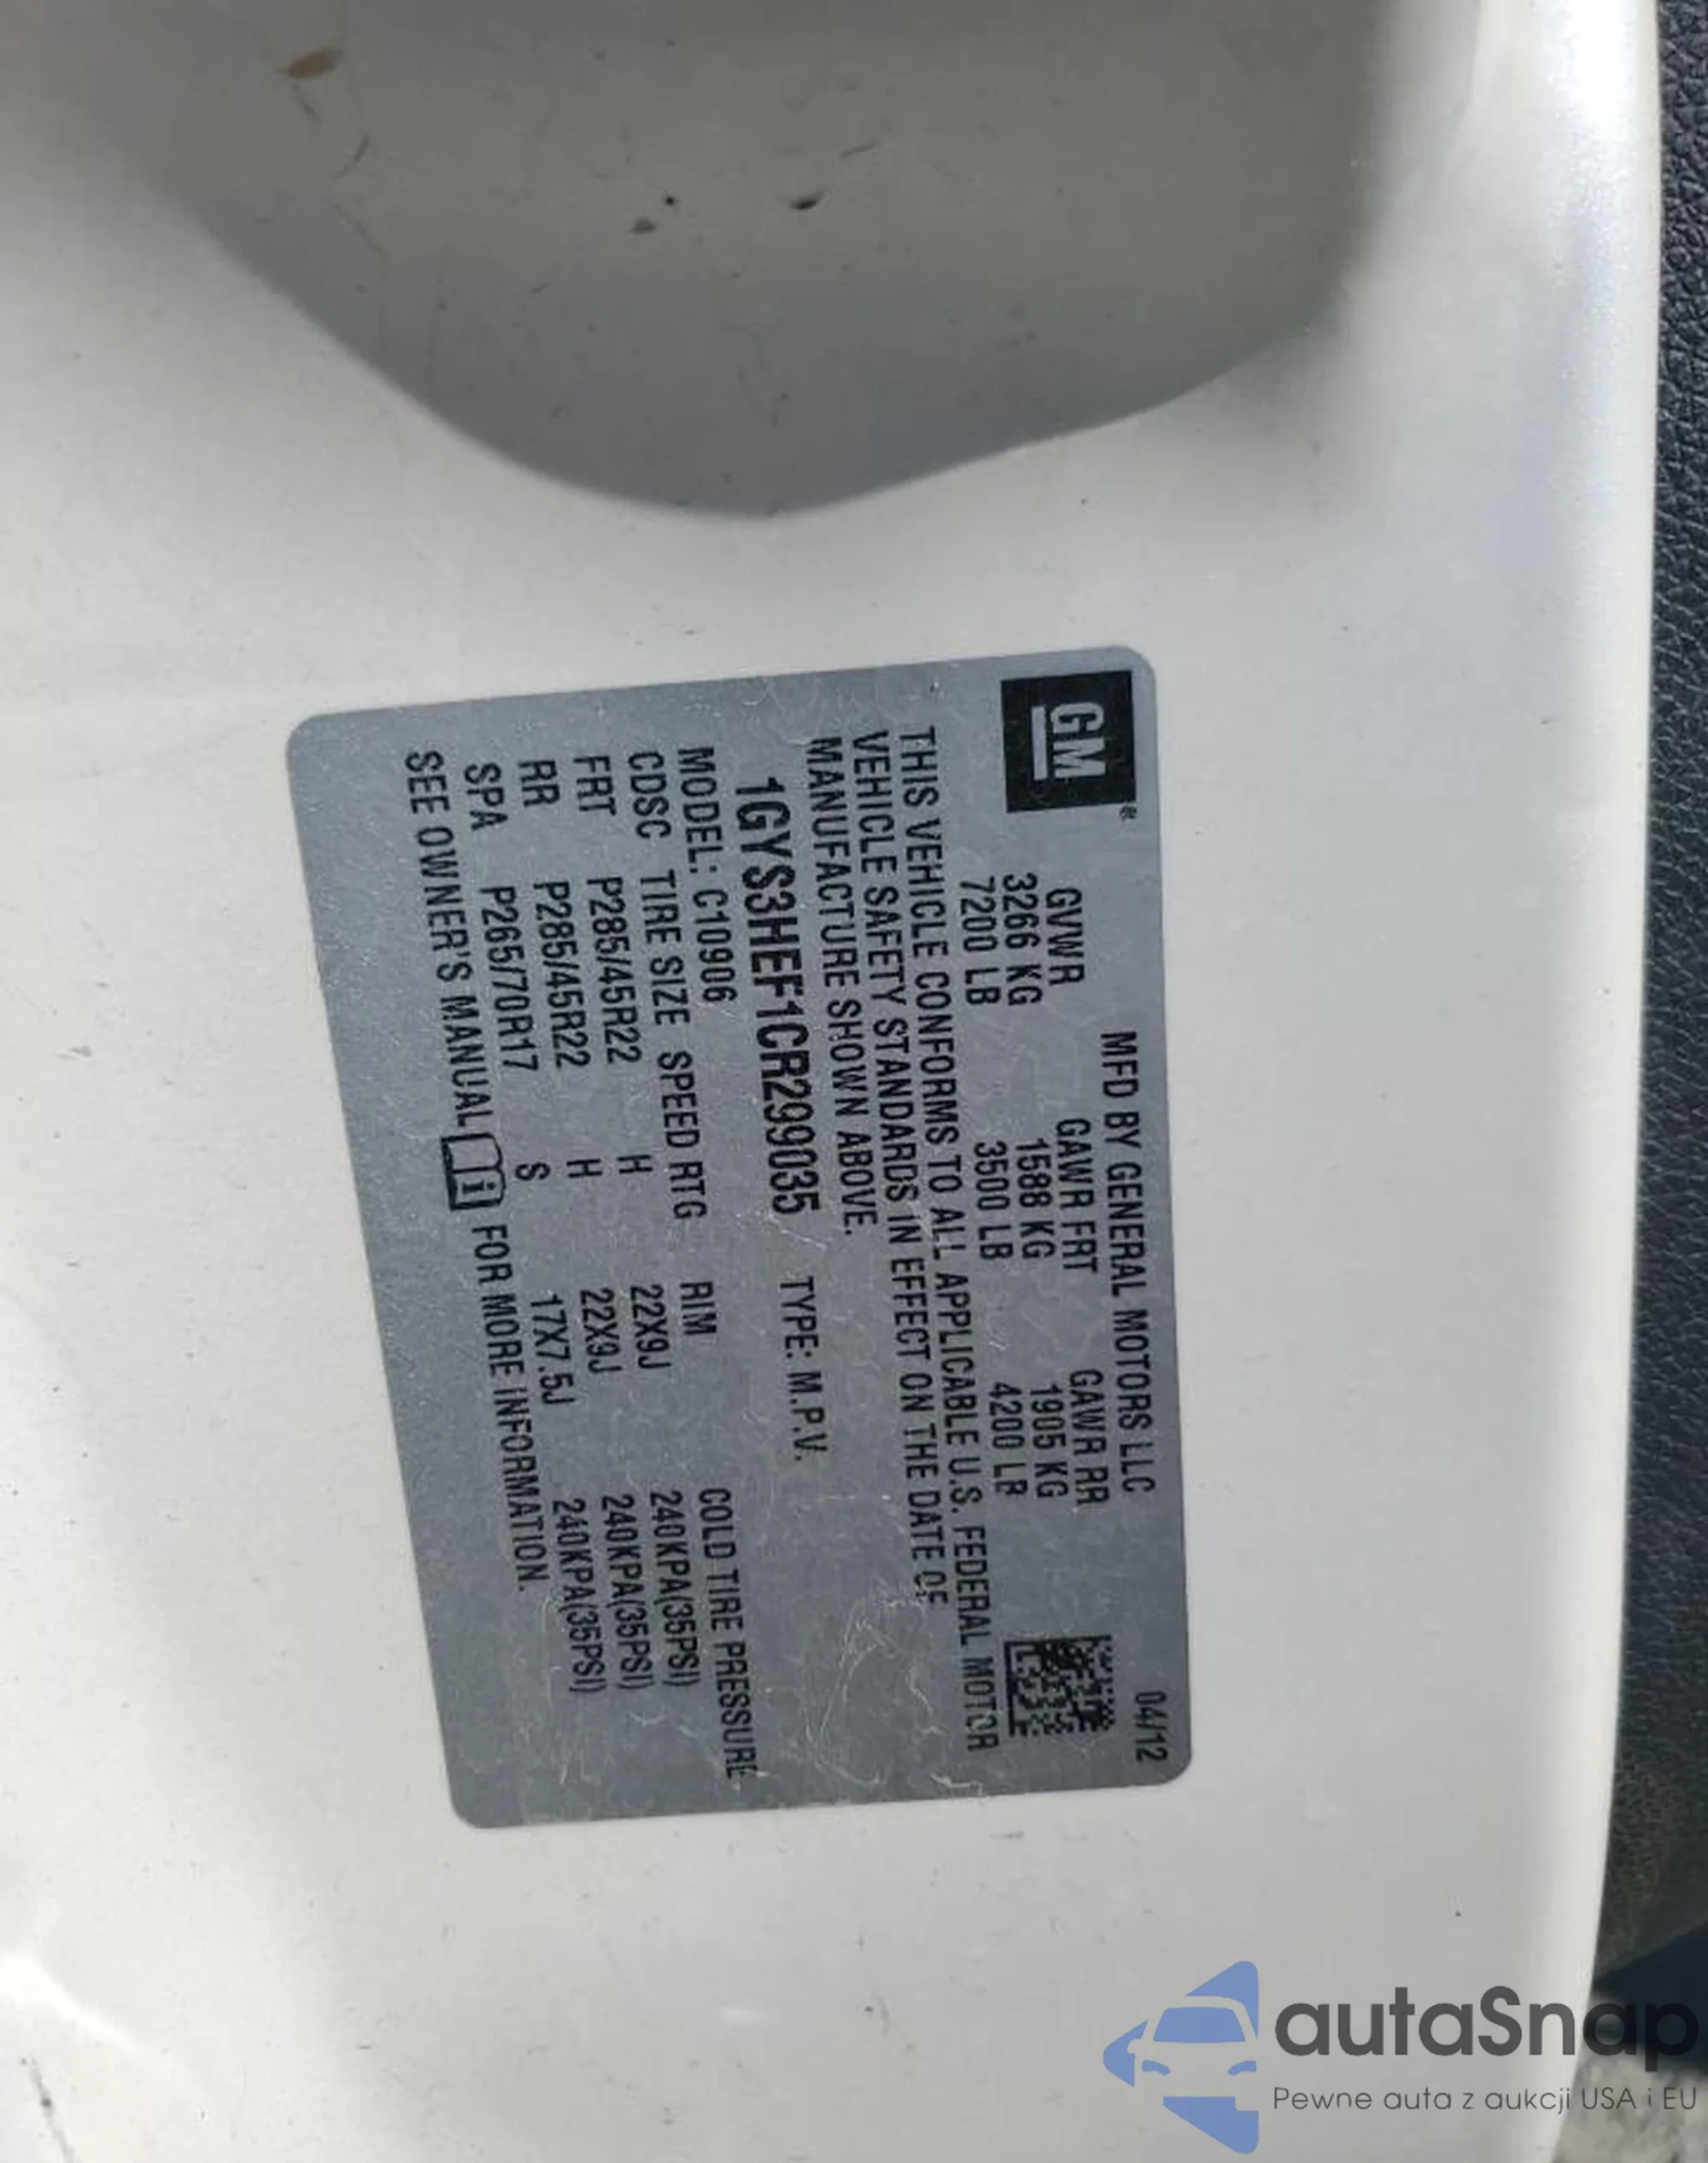 GM®
MFD BY GENERAL MOTORS LLC 04/12
GVWR GAWR FRT GAWR RR
3266 KG 1588 KG 1905 KG
7200 LB 3500 LB 4200 LB
THIS VEHICLE CONFORMS TO ALL APPLICABLE U.S. FEDERAL MOTOR
VEHICLE SAFETY STANDARDS IN EFFECT ON THE DATE OF
MANUFACTURE SHOWN ABOVE.
1GYS3HEF1CR299035 TYPE: M.P.V.
MODEL: C10906
CDSC TIRE SIZE SPEED RTG RIM COLD TIRE PRESSURE
FRT P285/45R22 H 22X9J 240KPA(35PSI)
RR P285/45R22 H 22X9J 240KPA(35PSI)
SPA P265/70R17 S 17X7.5J 240KPA(35PSI)
SEE OWNER'S MANUAL i FOR MORE INFORMATION.
autaSnap
Pewne auta z aukcji USA i EU